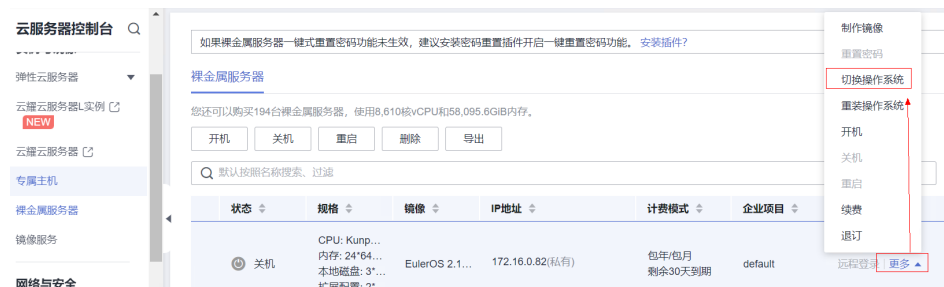 云服务器控制台
弹性云服务器
云耀云服务器L实例
NEW
云耀云服务器
专属主机
裸金属服务器
镜像服务
网络与安全
如果裸金属服务器一键式重置密码功能未生效，建议安装密码重置插件开启一键重置密码功能。 安装插件?
裸金属服务器
您还可以购买194台裸金属服务器，使用8,610核vCPU和58,095.6GiB内存。
开机 关机 重启 删除 导出
默认按照名称搜索、过滤
状态 规格 镜像 IP地址 计费模式 企业项目
关机
CPU: Kunp...
内存: 24*64...
本地磁盘: 3*...
扩展配置: 2*
EulerOS 2.1...
172.16.0.82(私有)
包年/包月
剩余30天到期
default
远程登录 更多
制作镜像
重置密码
切换操作系统
重装操作系统
开机
关机
重启
续费
退订